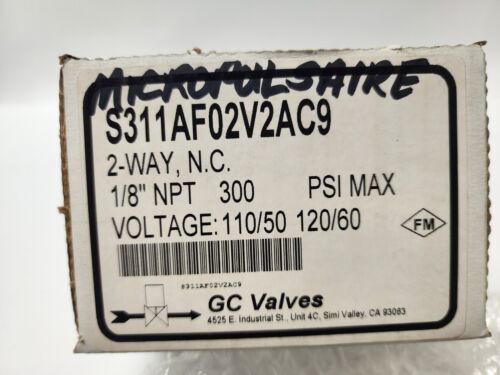 MICROPULSAIRE
S311AF02V2AC9
2-WAY, N.C.
1/8" NPT 300 PSI MAX
VOLTAGE: 110/50 120/60
FM
S311AF02V2AC9
GC Valves
4525 E. Industrial St., Unit 4C, Simi Valley, CA 93063